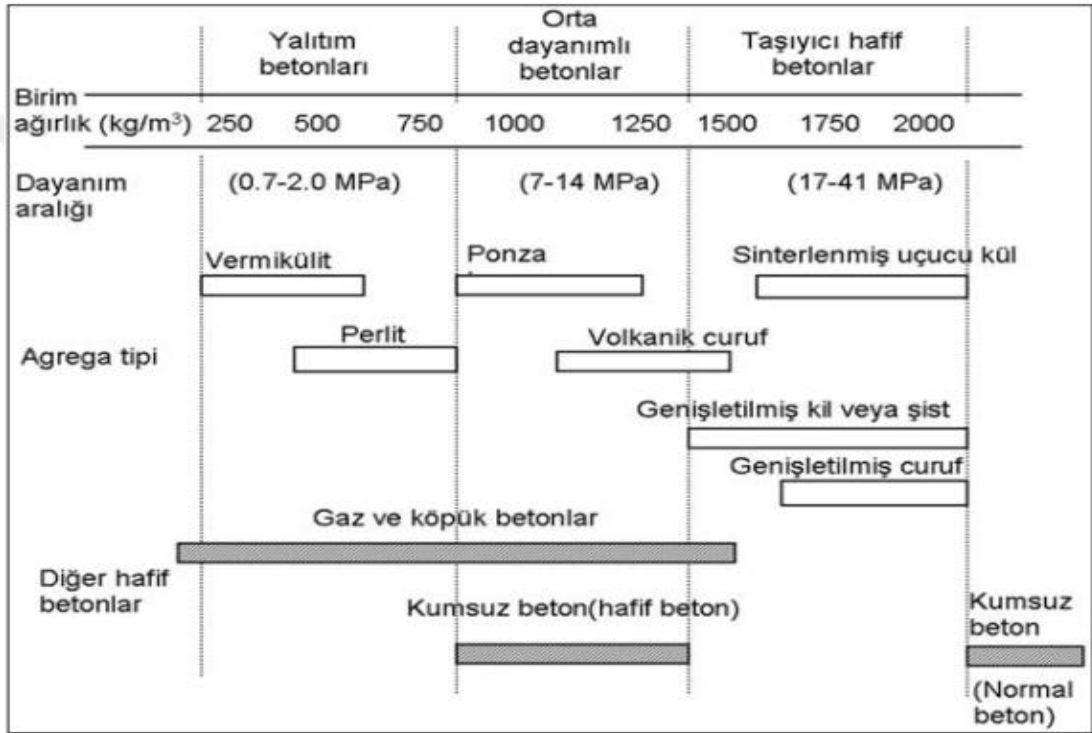 Yalıtım
betonları
Orta
dayanımlı
betonlar
Taşıyıcı hafif
betonlar
Birim
ağırlık (kg/m³) 250 500 750 1000 1250 1500 1750 2000
Dayanım
aralığı
(0.7-2.0 MPa) (7-14 MPa) (17-41 MPa)
Vermikülit Ponza Sinterlenmiş uçucu kül
Agrega tipi Perlit Volkanik curuf
Genişletilmiş kil veya şist
Genişletilmiş curuf
Gaz ve köpük betonlar
Diğer hafif
betonlar
Kumsuz beton(hafif beton)
Kumsuz
beton
(Normal
beton)